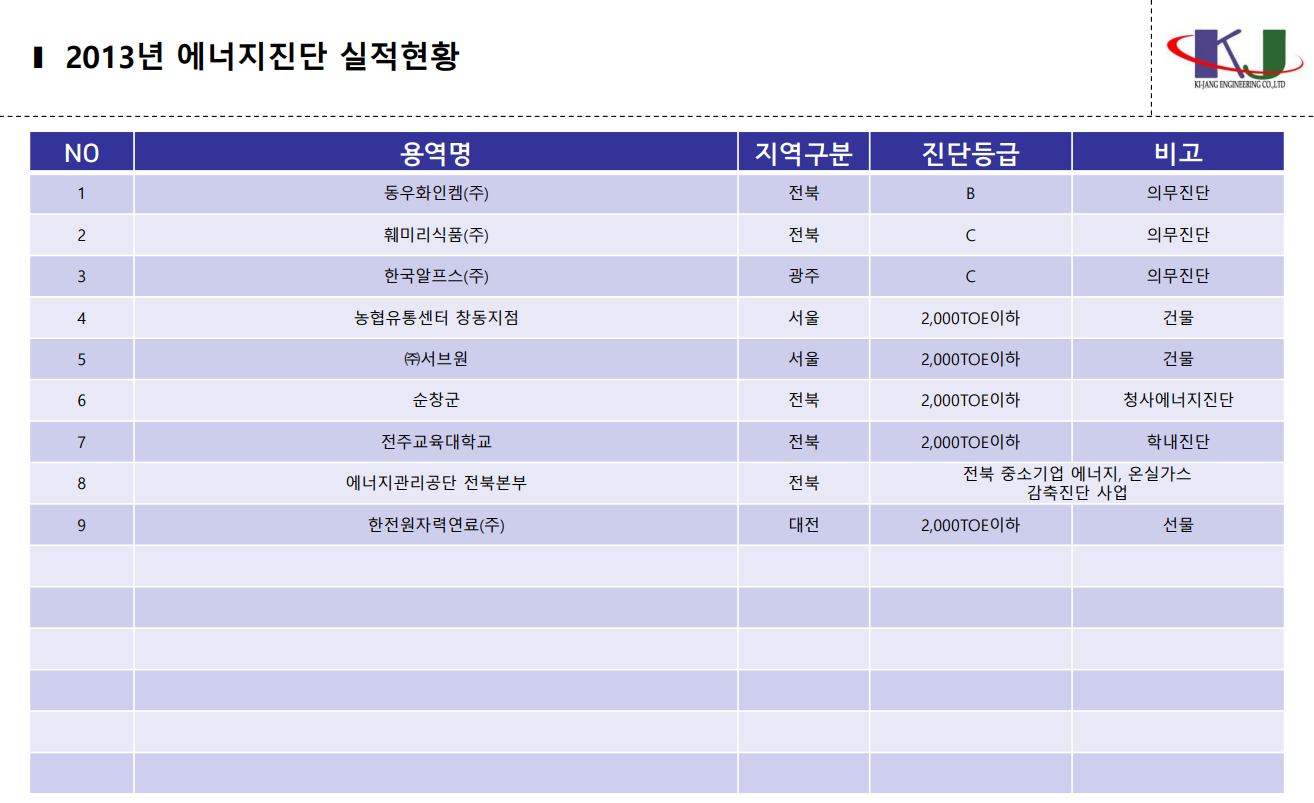 2013년 에너지진단 실적현황
KJ
KI-JANG ENGINEERING CO.,LTD
NO 용역명 지역구분 진단등급 비고
1 동우화인켐(주) 전북 B 의무진단
2 훼미리식품(주) 전북 C 의무진단
3 한국알프스(주) 광주 C 의무진단
4 농협유통센터 창동지점 서울 2,000TOE이하 건물
5 ㈜서브원 서울 2,000TOE이하 건물
6 순창군 전북 2,000TOE이하 청사에너지진단
7 전주교육대학교 전북 2,000TOE이하 학내진단
8 에너지관리공단 전북본부 전북 전북 중소기업 에너지, 온실가스
감축진단 사업
9 한전원자력연료(주) 대전 2,000TOE이하 선물